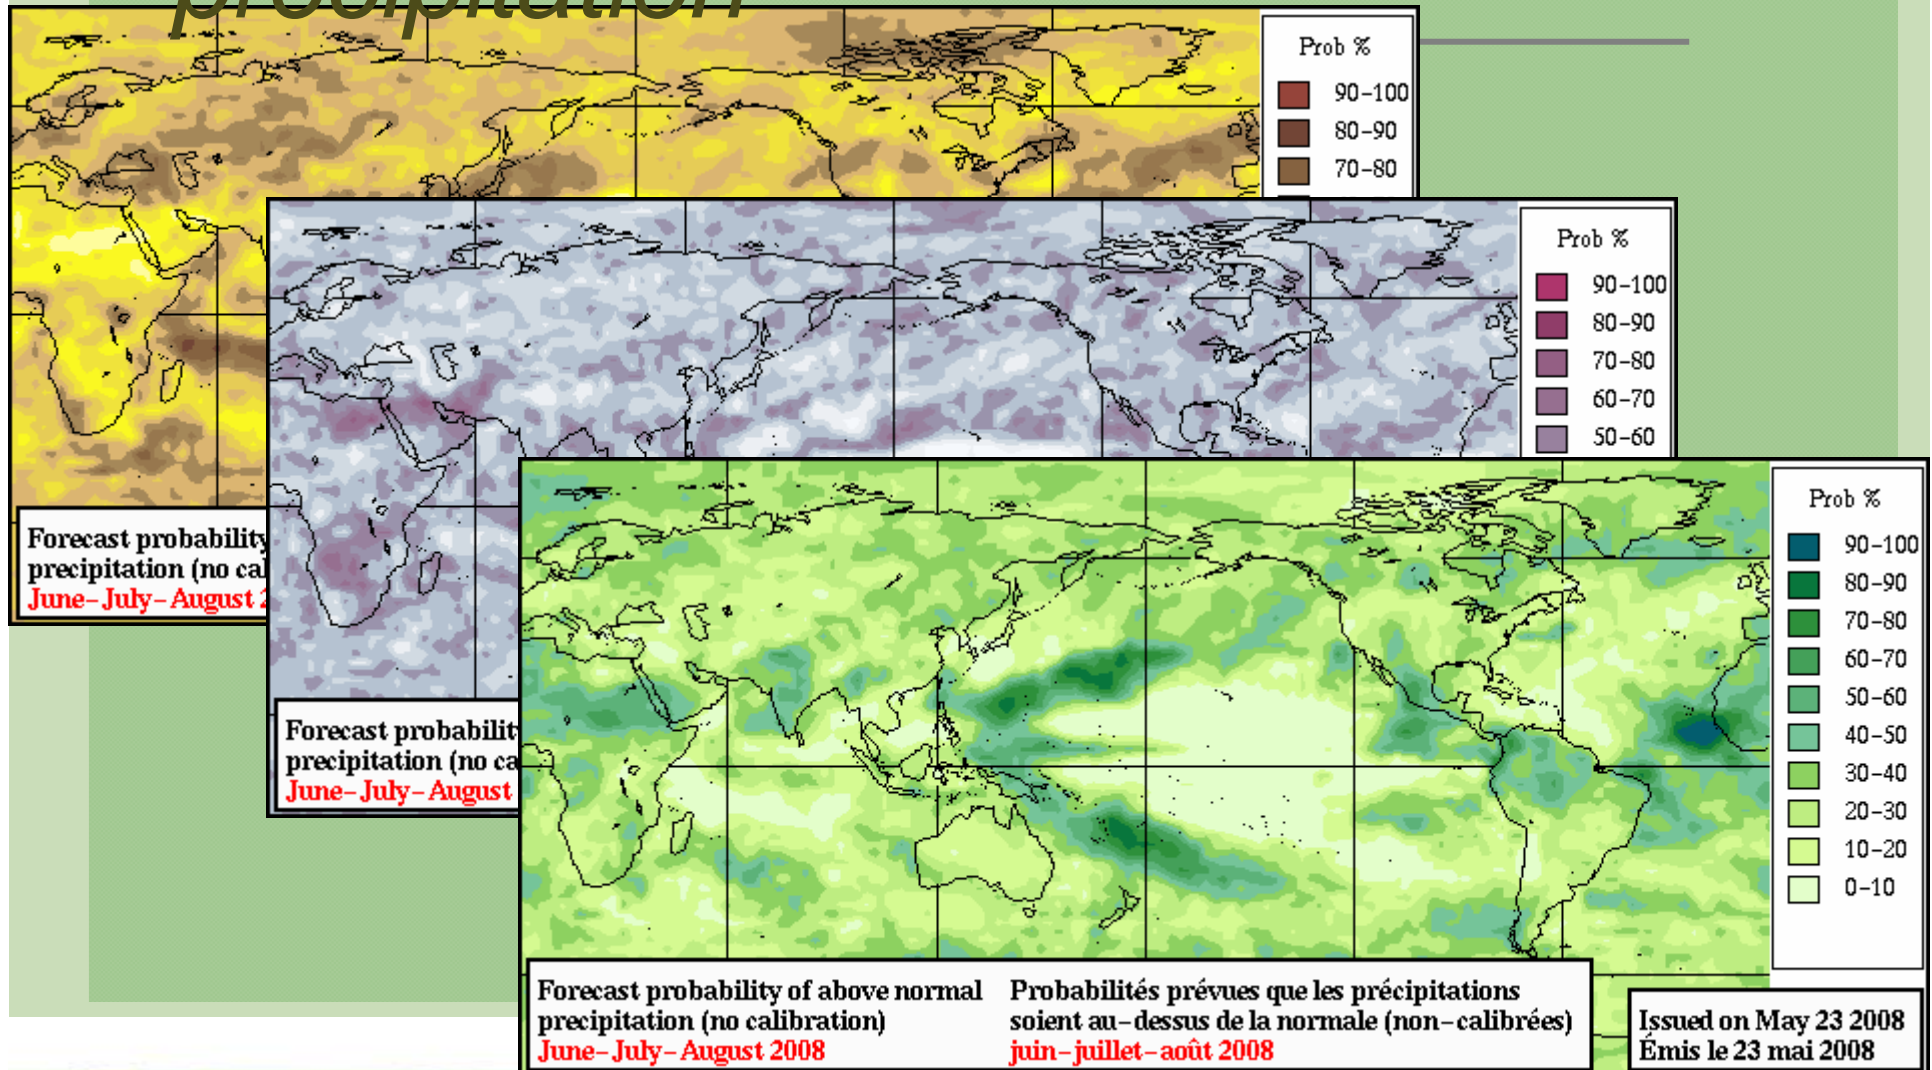 precipitation
Prob %
90-100
80-90
70-80
Forecast probability
precipitation (no cal
June-July-August 2
Prob %
90-100
80-90
70-80
60-70
50-60
Forecast probabilit
precipitation (no ca
June-July-August
Prob %
90-100
80-90
70-80
60-70
50-60
40-50
30-40
20-30
10-20
0-10
Forecast probability of above normal
precipitation (no calibration)
June-July-August 2008
Probabilités prévues que les précipitations
soient au-dessus de la normale (non-calibrées)
juin-juillet-août 2008
Issued on May 23 2008
Émis le 23 mai 2008